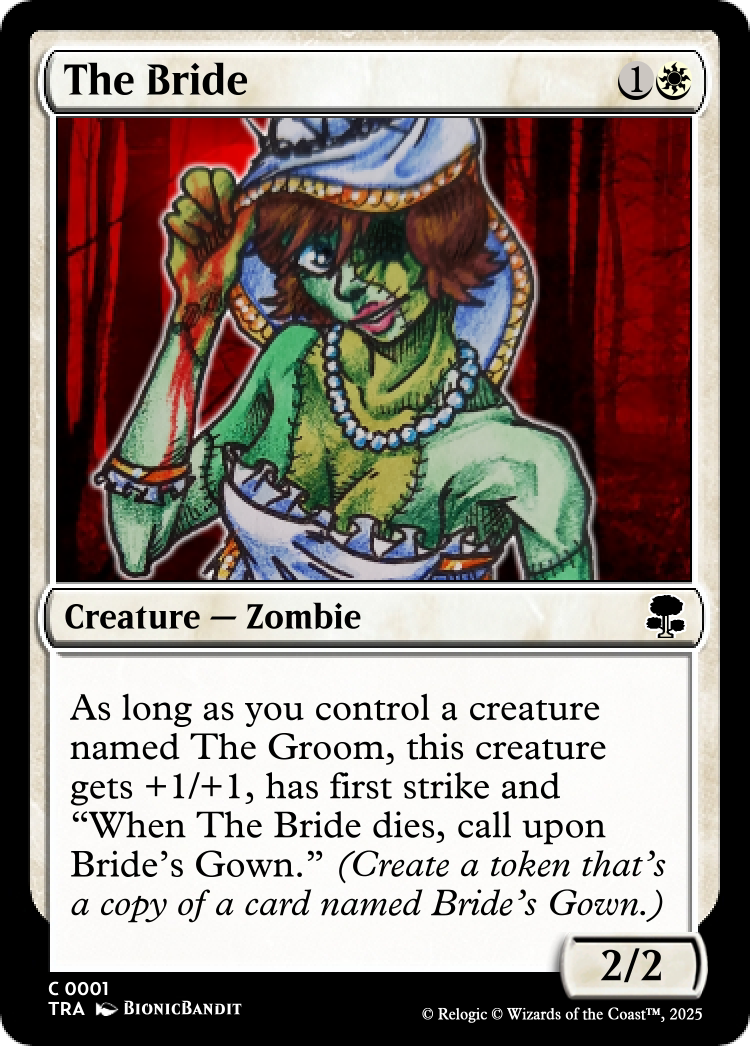 The Bride 1
Creature — Zombie
As long as you control a creature
named The Groom, this creature
gets +1/+1, has first strike and
“When The Bride dies, call upon
Bride’s Gown.” (Create a token that’s
a copy of a card named Bride’s Gown.)
2/2
C 0001
TRA BIONICBANDIT
© Relogic © Wizards of the Coast™, 2025